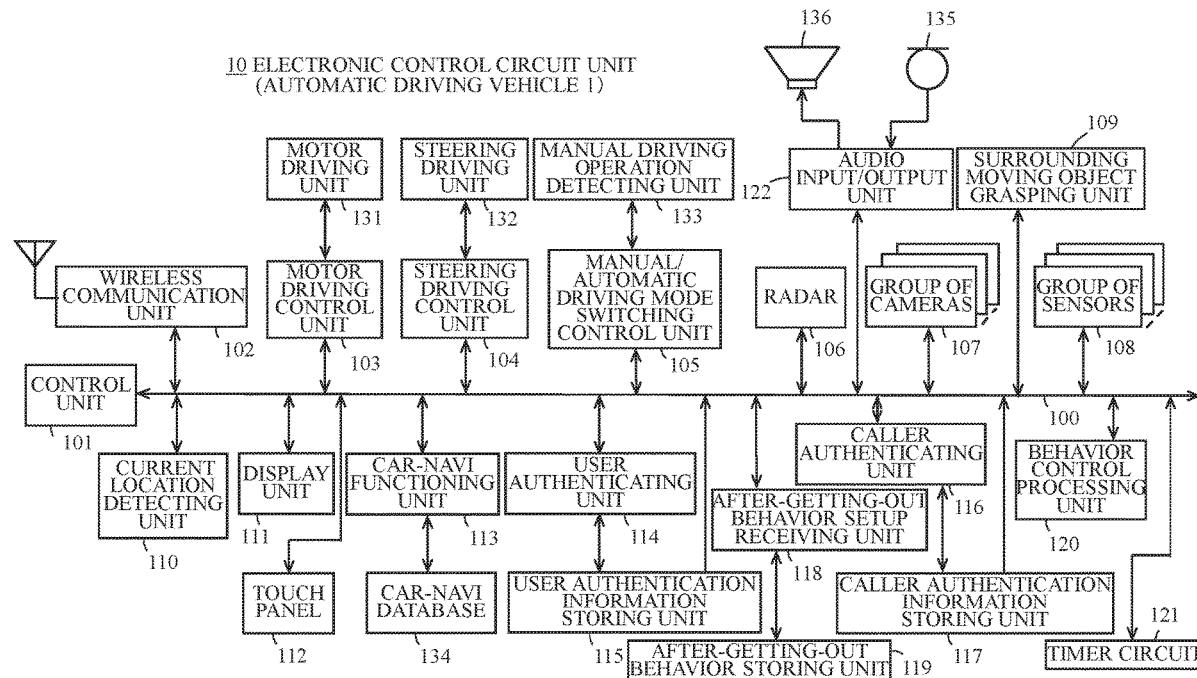 136
135
10 ELECTRONIC CONTROL CIRCUIT UNIT
(AUTOMATIC DRIVING VEHICLE 1)
MOTOR
DRIVING UNIT
131
STEERING
DRIVING UNIT
132
MANUAL DRIVING
OPERATION
DETECTING UNIT
133
122
AUDIO
INPUT/OUTPUT
UNIT
109
SURROUNDING
MOVING OBJECT
GRASPING UNIT
WIRELESS
COMMUNICATION
UNIT
102
MOTOR
DRIVING
CONTROL UNIT
103
STEERING
DRIVING
CONTROL UNIT
104
MANUAL/
AUTOMATIC
DRIVING MODE
SWITCHING
CONTROL UNIT
105
RADAR
106
GROUP OF
CAMERAS
107
GROUP OF
SENSORS
108
CONTROL
UNIT
101
100
CURRENT
LOCATION
DETECTING
UNIT
110
DISPLAY
UNIT
111
CAR-NAVI
FUNCTIONING
UNIT
113
USER
AUTHENTICATING
UNIT
114
CALLER
AUTHENTICATING
UNIT
116
BEHAVIOR
CONTROL
PROCESSING
UNIT
120
AFTER-GETTING-OUT
BEHAVIOR SETUP
RECEIVING UNIT
118
TOUCH
PANEL
112
CAR-NAVI
DATABASE
134
USER AUTHENTICATION
INFORMATION
STORING UNIT
115
CALLER AUTHENTICATION
INFORMATION
STORING UNIT
117
AFTER-GETTING-OUT
BEHAVIOR STORING UNIT
119
121
TIMER CIRCUIT